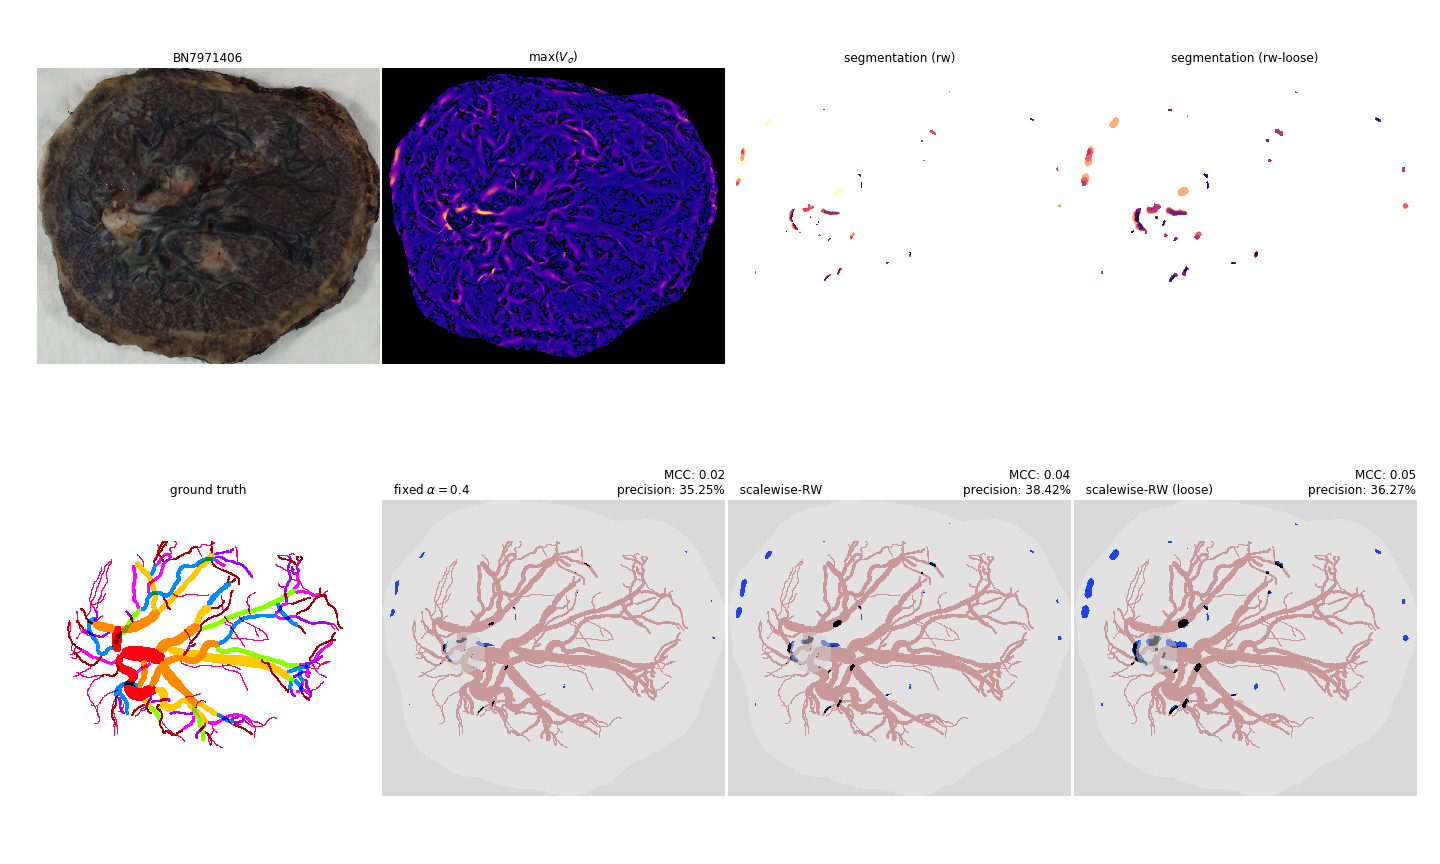 BN7971406
max(V_σ)
segmentation (rw)
segmentation (rw-loose)
ground truth
fixed α = 0.4
MCC: 0.02
precision: 35.25%
scalewise-RW
MCC: 0.04
precision: 38.42%
scalewise-RW (loose)
MCC: 0.05
precision: 36.27%